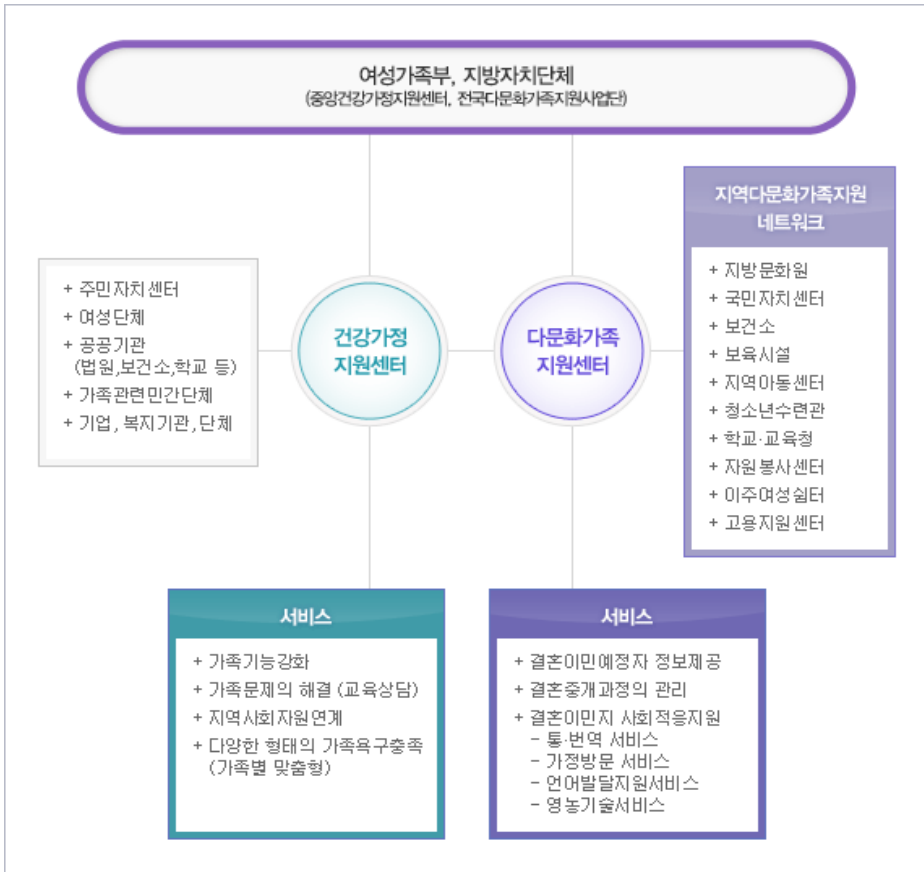 여성가족부, 지방자치단체
(중앙건강가정지원센터, 전국다문화가족지원사업단)
지역다문화가족지원
네트워크
+ 지방문화원
+ 국민자치센터
+ 보건소
+ 보육시설
+ 지역아동센터
+ 청소년수련관
+ 학교·교육청
+ 자원봉사센터
+ 이주여성쉼터
+ 고용지원센터
+ 주민자치센터
+ 여성단체
+ 공공기관
(법원,보건소,학교 등)
+ 가족관련민간단체
+ 기업, 복지기관, 단체
건강가정
지원센터
다문화가족
지원센터
서비스
+ 가족기능강화
+ 가족문제의 해결 (교육상담)
+ 지역사회자원연계
+ 다양한 형태의 가족욕구충족
(가족별 맞춤형)
서비스
+ 결혼이민예정자 정보제공
+ 결혼중개과정의 관리
+ 결혼이민지 사회적응지원
- 통·번역 서비스
- 가정방문 서비스
- 언어발달지원서비스
- 영농기술서비스